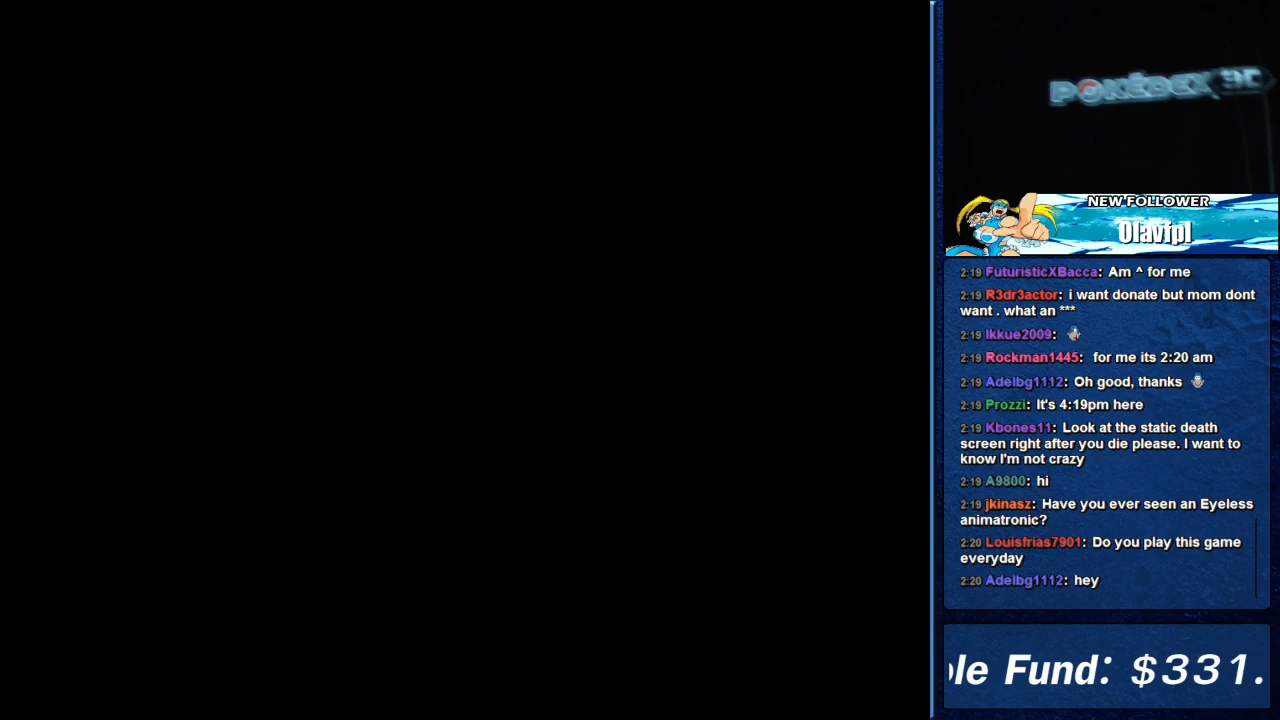 POKÉDEX 3D
NEW FOLLOWER
Olavfpl
2:19 FuturisticXBacca: Am ^ for me
2:19 R3dr3actor: i want donate but mom dont
want . what an ***
2:19 Ikkue2009:
2:19 Rockman1445: for me its 2:20 am
2:19 Adelbg1112: Oh good, thanks
2:19 Prozzi: It's 4:19pm here
2:19 Kbones11: Look at the static death
screen right after you die please. I want to
know I'm not crazy
2:19 A9800: hi
2:19 jkinasz: Have you ever seen an Eyeless
animatronic?
2:20 Louisfrias7901: Do you play this game
everyday
2:20 Adelbg1112: hey
le Fund: $331.